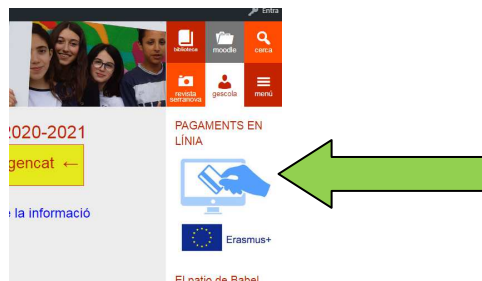 Entra
biblioteca
moodle
cerca
revista
serranova
gescola
menú
2020-2021
gencat ←
la informació
PAGAMENTS EN
LÍNIA
Erasmus+
El patio de Babel